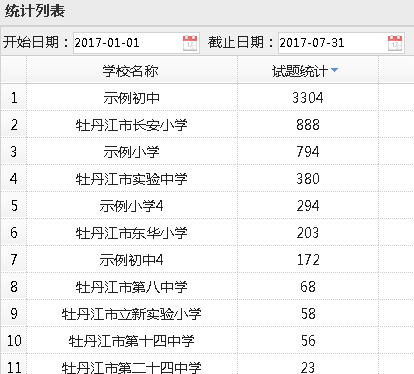 统计列表
开始日期：2017-01-01 截止日期：2017-07-31
学校名称 试题统计
1 示例初中 3304
2 牡丹江市长安小学 888
3 示例小学 794
4 牡丹江市实验中学 380
5 示例小学4 294
6 牡丹江市东华小学 203
7 示例初中4 172
8 牡丹江市第八中学 68
9 牡丹江市立新实验小学 58
10 牡丹江市第十四中学 56
11 牡丹江市第二十四中学 23